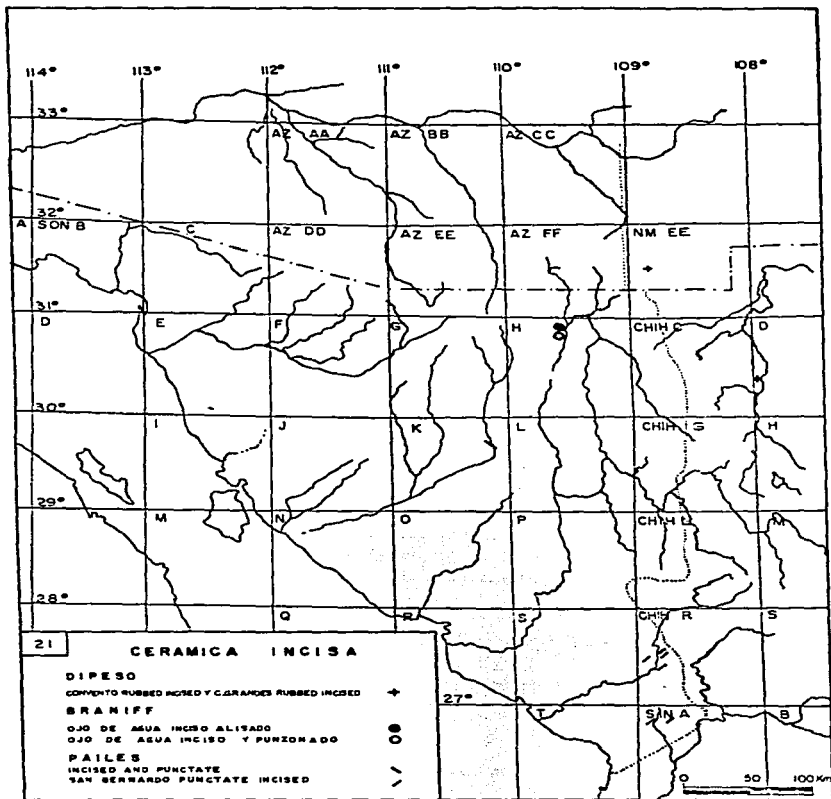 114° 113° 112° 111° 110° 109° 108°
33°
AZ AA AZ BB AZ CC
32°
A SON B C AZ DD AZ EE AZ FF NM EE
31°
D E F G H CHIH C D
30°
I J K L CHIH G H
29°
M N O P CHIH L M
28°
Q R S CHIH R S
21
CERAMICA INCISA
DIPESO
CONVENTO RUBBED INCISED Y C.GRANDES RUBBED INCISED +
BRANIFF
OJO DE AGUA INCISO ALISADO
OJO DE AGUA INCISO Y PUNZONADO
PAILES
INCISED AND PUNCTATE
SAN BERNARDO PUNCTATE INCISED
27°
T SIN A B
0 50 100 Km